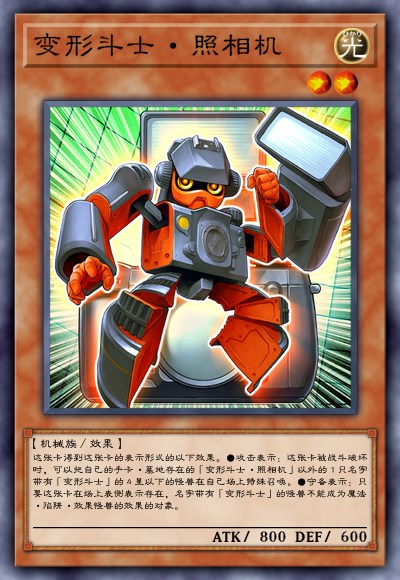 变形斗士・照相机
光
ひかり
【机械族／效果】
这张卡得到这张卡的表示形式的以下效果。●攻击表示：这张卡被战斗破坏
时，可以把自己的手卡・墓地存在的「变形斗士・照相机」以外的1只名字
带有「变形斗士」的4星以下的怪兽在自己场上特殊召唤。●守备表示：只
要这张卡在场上表侧表示存在，名字带有「变形斗士」的怪兽不能成为魔法
・陷阱・效果怪兽的效果的对象。
ATK/ 800 DEF/ 600